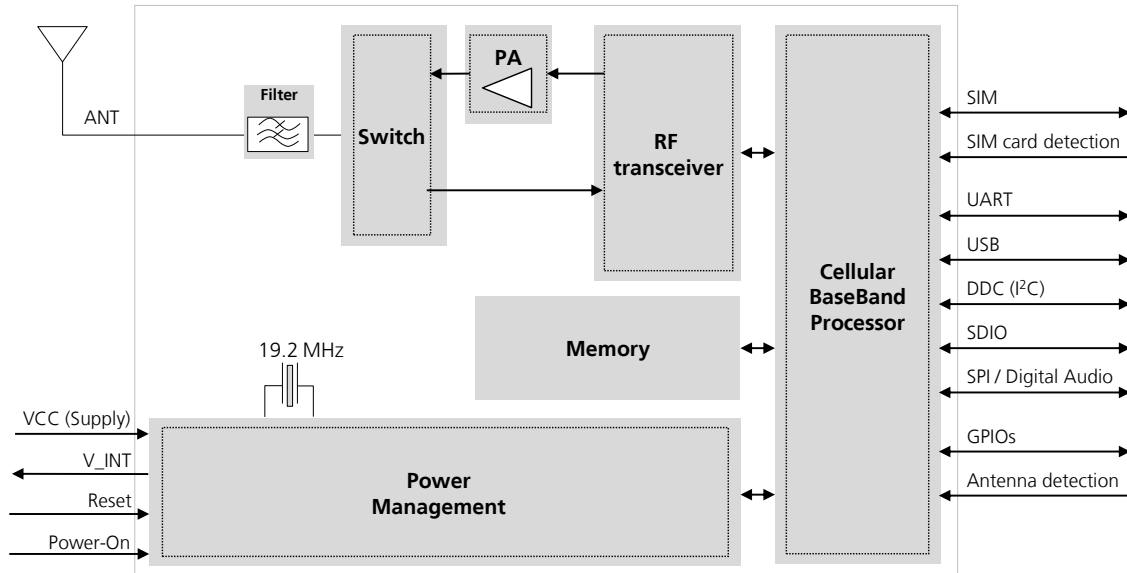 ANT
Filter
Switch
PA
RF
transceiver
Cellular
BaseBand
Processor
Memory
19.2 MHz
Power
Management
VCC (Supply)
V_INT
Reset
Power-On
SIM
SIM card detection
UART
USB
DDC (I²C)
SDIO
SPI / Digital Audio
GPIOs
Antenna detection